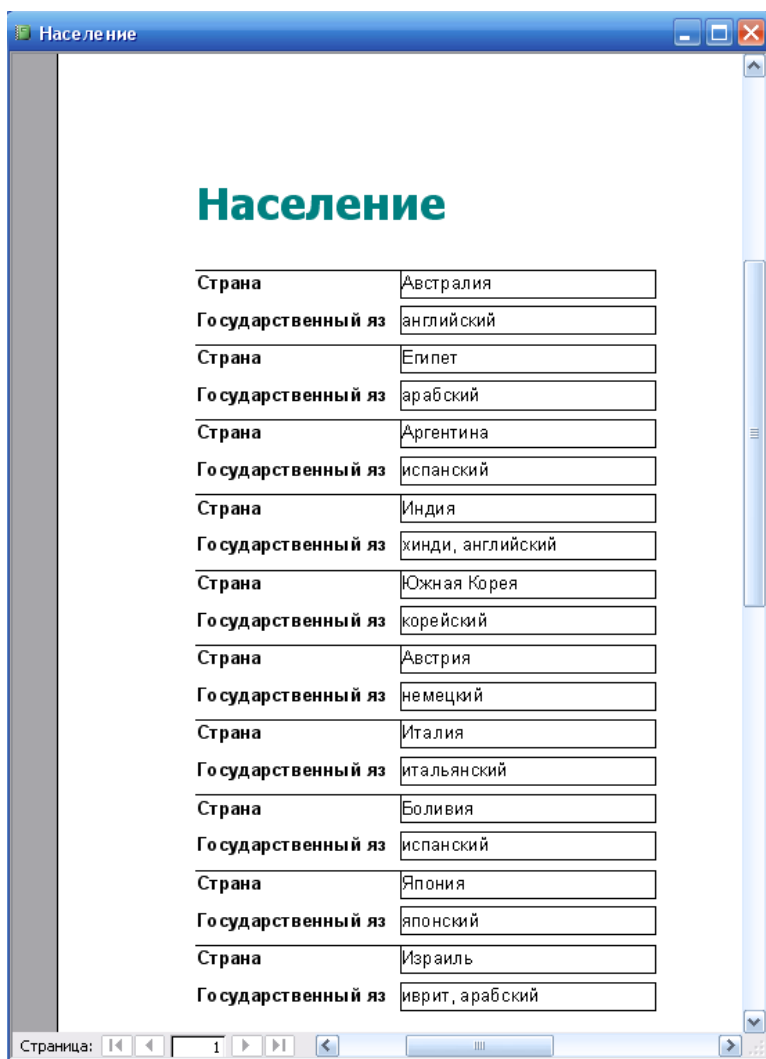 Население
Население
Страна Австралия
Государственный яз английский
Страна Египет
Государственный яз арабский
Страна Аргентина
Государственный яз испанский
Страна Индия
Государственный яз хинди, английский
Страна Южная Корея
Государственный яз корейский
Страна Австрия
Государственный яз немецкий
Страна Италия
Государственный яз итальянский
Страна Боливия
Государственный яз испанский
Страна Япония
Государственный яз японский
Страна Израиль
Государственный яз иврит, арабский
Страница: 1